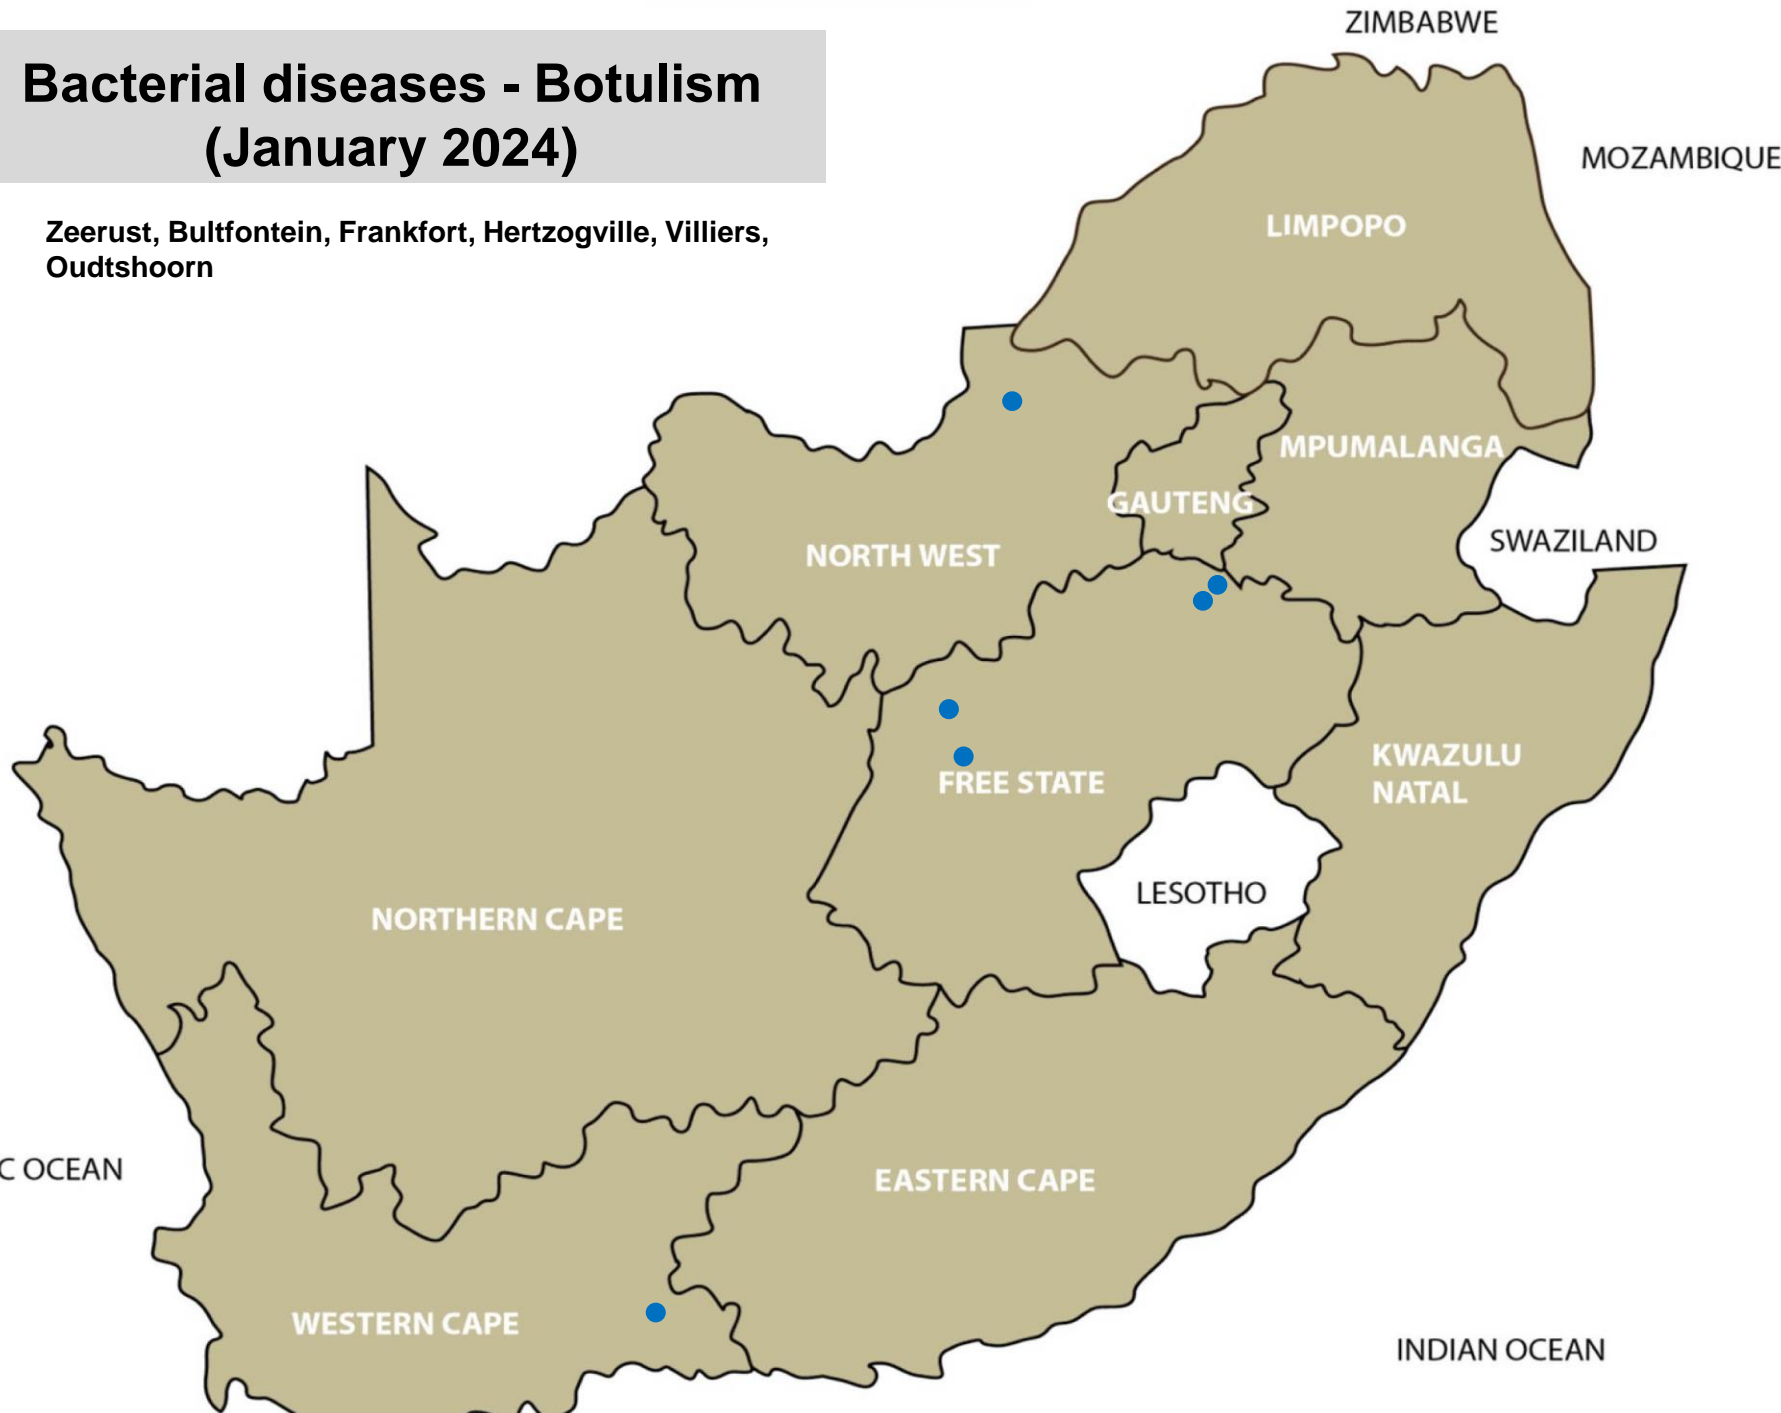 Bacterial diseases - Botulism
(January 2024)
Zeerust, Bultfontein, Frankfort, Hertzogville, Villiers,
Oudtshoorn
ZIMBABWE
MOZAMBIQUE
LIMPOPO
MPUMALANGA
GAUTENG
SWAZILAND
NORTH WEST
KWAZULU
NATAL
FREE STATE
LESOTHO
NORTHERN CAPE
C OCEAN
EASTERN CAPE
WESTERN CAPE
INDIAN OCEAN